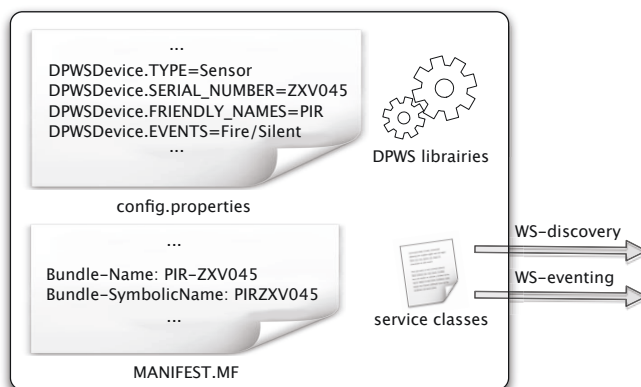 ...
DPWSDevice.TYPE=Sensor
DPWSDevice.SERIAL_NUMBER=ZXV045
DPWSDevice.FRIENDLY_NAMES=PIR
DPWSDevice.EVENTS=Fire/Silent
...
config.properties
DPWS librairies
...
Bundle-Name: PIR-ZXV045
Bundle-SymbolicName: PIRZXV045
...
MANIFEST.MF
service classes
WS-discovery
WS-eventing